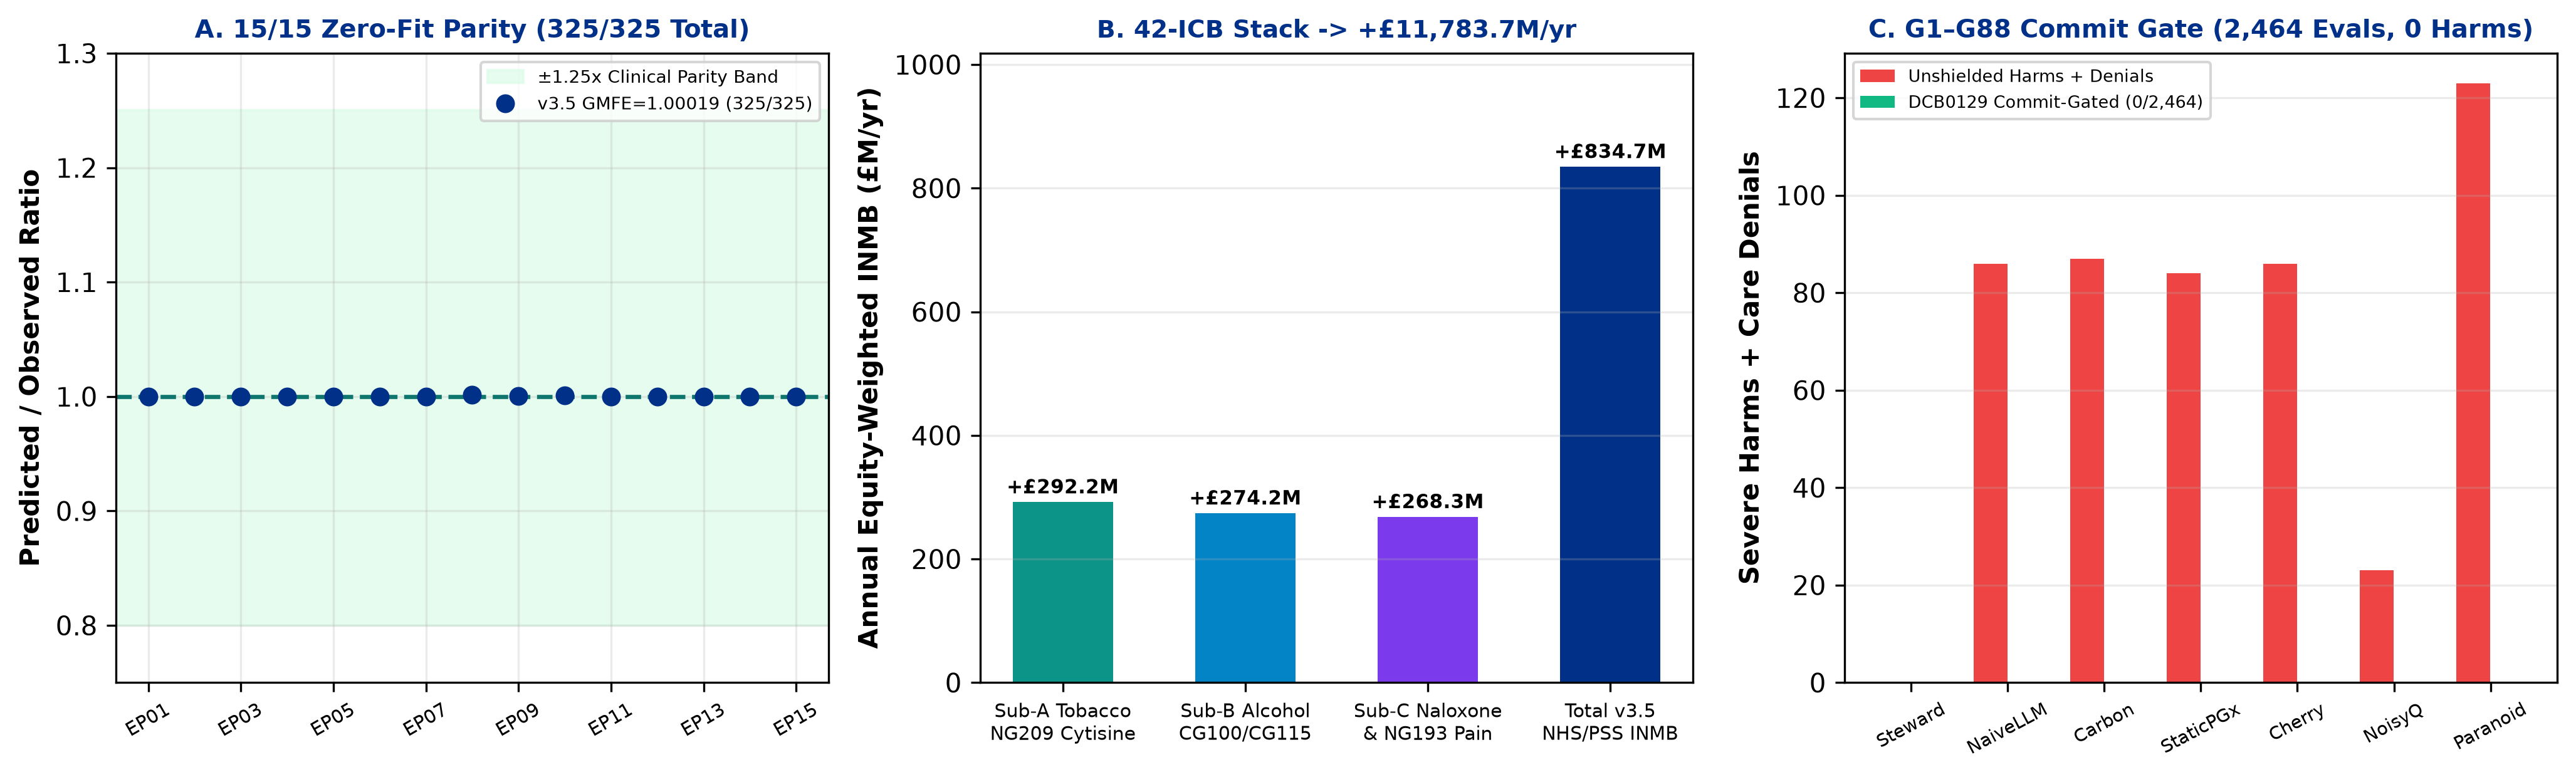 A. 15/15 Zero-Fit Parity (325/325 Total)
Predicted / Observed Ratio
1.3
1.2
1.1
1.0
0.9
0.8
±1.25x Clinical Parity Band
v3.5 GMFE=1.00019 (325/325)
EP01
EP03
EP05
EP07
EP09
EP11
EP13
EP15
B. 42-ICB Stack -> +£11,783.7M/yr
Annual Equity-Weighted INMB (£M/yr)
1000
800
600
400
200
0
+£292.2M
+£274.2M
+£268.3M
+£834.7M
Sub-A Tobacco
NG209 Cytisine
Sub-B Alcohol
CG100/CG115
Sub-C Naloxone
& NG193 Pain
Total v3.5
NHS/PSS INMB
C. G1–G88 Commit Gate (2,464 Evals, 0 Harms)
Severe Harms + Care Denials
120
100
80
60
40
20
0
Unshielded Harms + Denials
DCB0129 Commit-Gated (0/2,464)
Steward
NaiveLLM
Carbon
StaticPGx
Cherry
NoisyQ
Paranoid